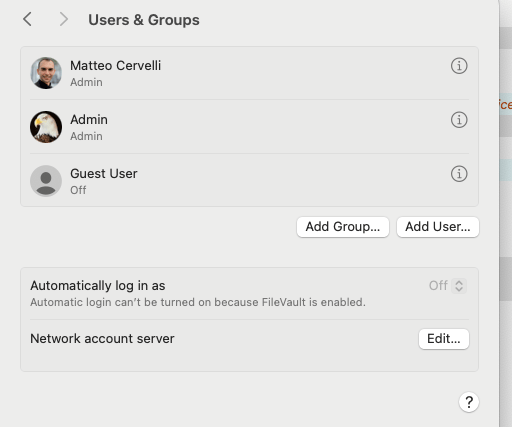 Users & Groups
Matteo Cervelli
Admin
Admin
Admin
Guest User
Off
Add Group...
Add User...
Automatically log in as
Off
Automatic login can't be turned on because FileVault is enabled.
Network account server
Edit...
?